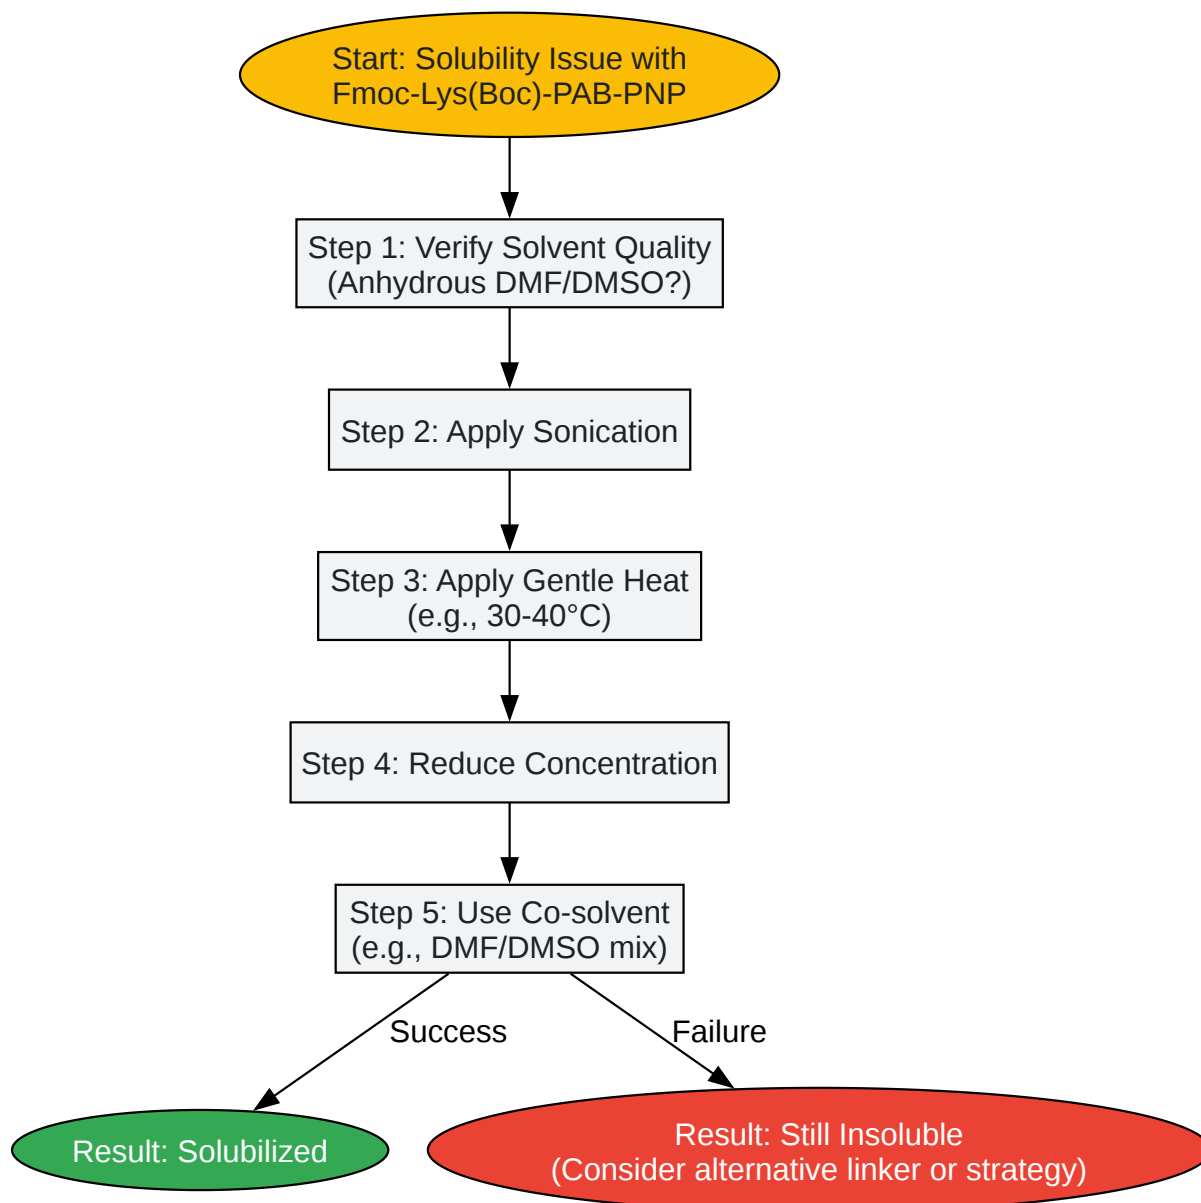 Start: Solubility Issue with
Fmoc-Lys(Boc)-PAB-PNP
Step 1: Verify Solvent Quality
(Anhydrous DMF/DMSO?)
Step 2: Apply Sonication
Step 3: Apply Gentle Heat
(e.g., 30-40°C)
Step 4: Reduce Concentration
Step 5: Use Co-solvent
(e.g., DMF/DMSO mix)
Success
Failure
Result: Solubilized
Result: Still Insoluble
(Consider alternative linker or strategy)